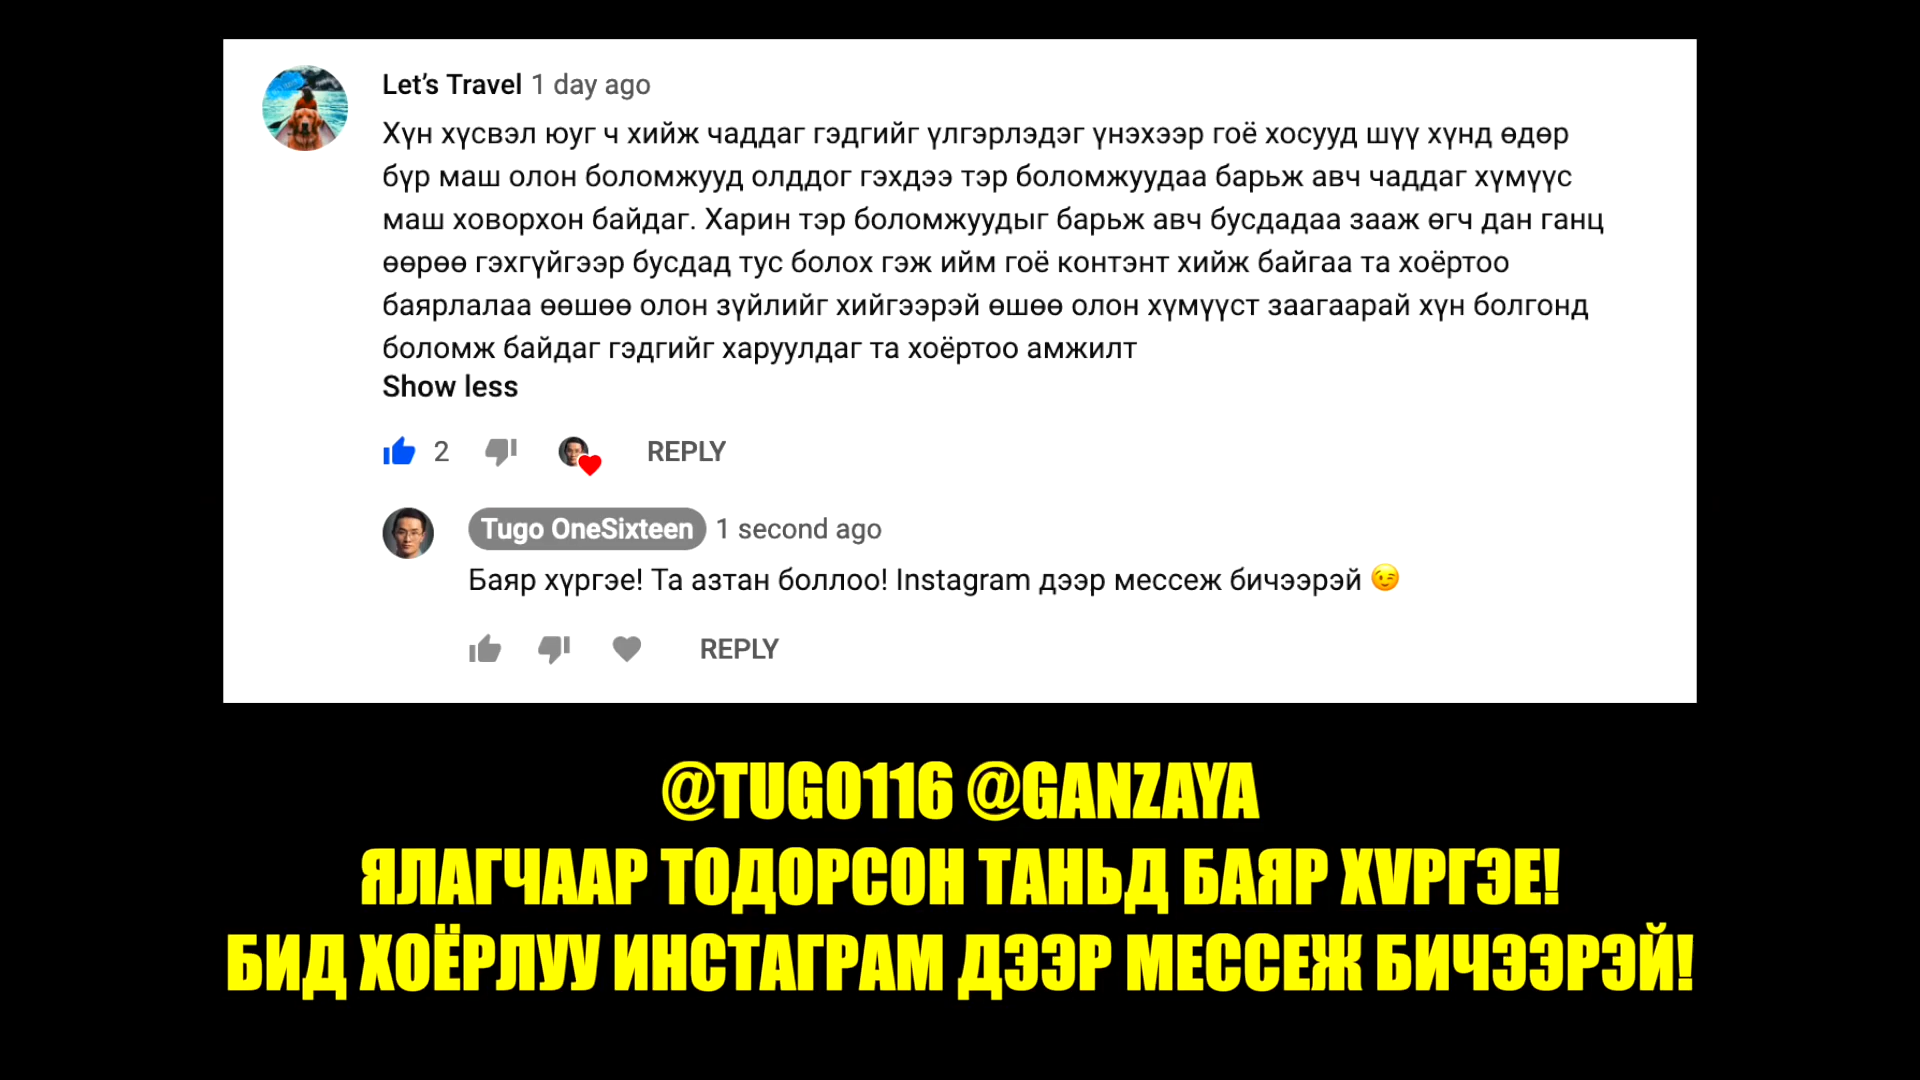 Let’s Travel 1 day ago
Хүн хүсвэл юуг ч хийж чаддаг гэдгийг үлгэрлэдэг үнэхээр гоё хосууд шүү хүнд өдөр
бүр маш олон боломжууд олддог гэхдээ тэр боломжуудаа барьж авч чаддаг хүмүүс
маш ховорхон байдаг. Харин тэр боломжуудыг барьж авч бусдадаа зааж өгч дан ганц
өөрөө гэхгүйгээр бусдад тус болох гэж ийм гоё контэнт хийж байгаа та хоёртоо
баярлалаа өөшөө олон зүйлийг хийгээрэй өшөө олон хүмүүст заагаарай хүн болгонд
боломж байдаг гэдгийг харуулдаг та хоёртоо амжилт
Show less
2 REPLY
Tugo OneSixteen 1 second ago
Баяр хүргэе! Та азтан боллоо! Instagram дээр мессеж бичээрэй 😉
REPLY
@TUGO116 @GANZAYA
ЯЛАГЧААР ТОДОРСОН ТАНЬД БАЯР ХVРГЭЕ!
БИД ХОЁРЛУУ ИНСТАГРАМ ДЭЭР МЕССЕЖ БИЧЭЭРЭЙ!